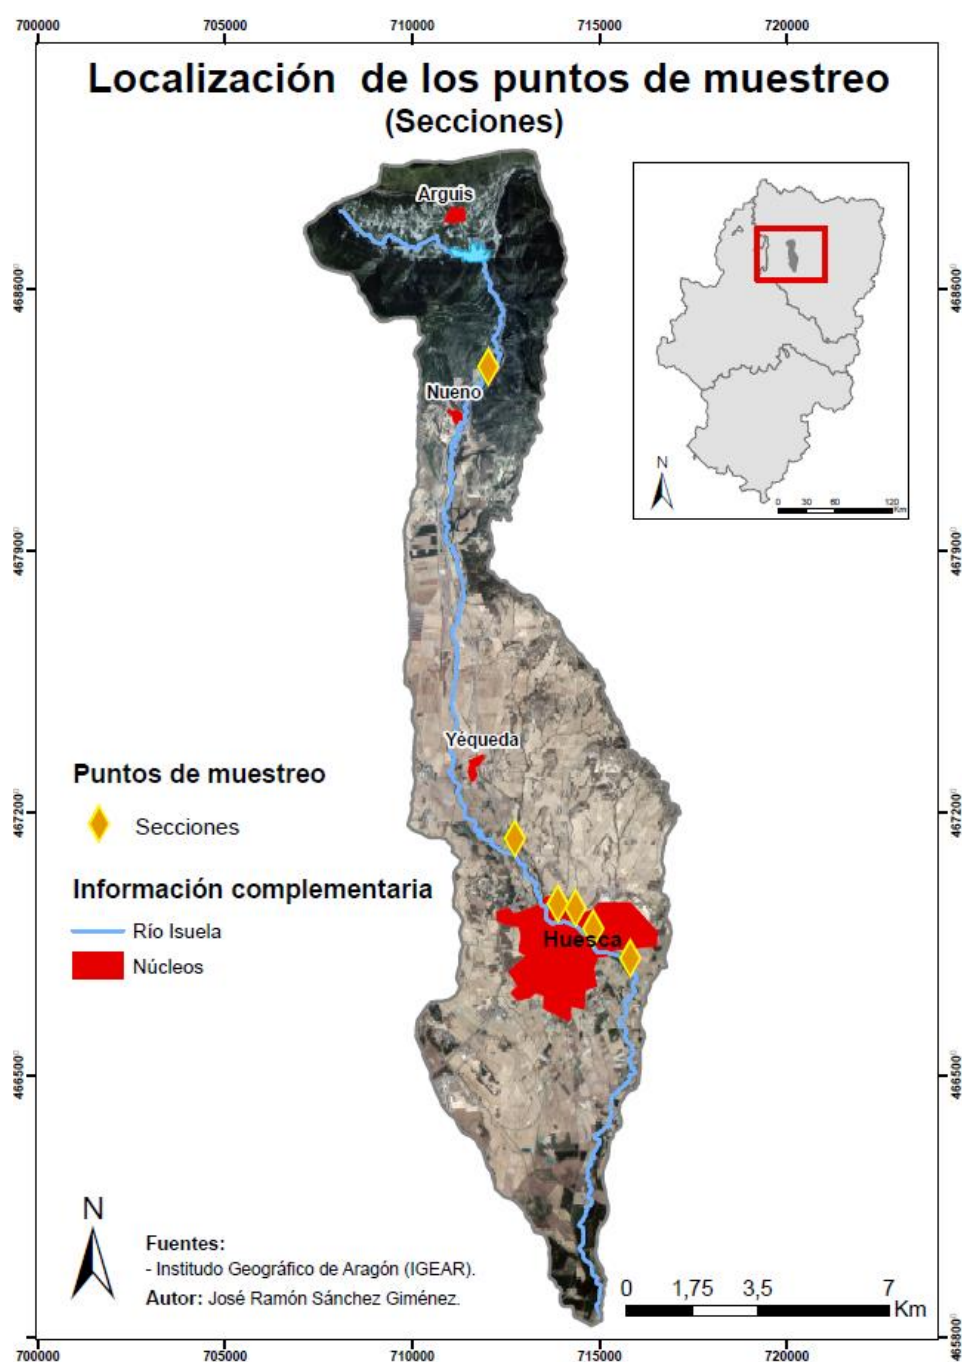 700000 705000 710000 715000 720000
Localización de los puntos de muestreo
(Secciones)
Arguis
4686000 4686000
Nueno
N
0 30 60 120
Km
4679000 4679000
Yéqueda
Puntos de muestreo
4672000 4672000
Secciones
Información complementaria
Río Isuela
Huesca
Núcleos
4665000 4665000
N
Fuentes:
- Institudo Geográfico de Aragón (IGEAR).
Autor: José Ramón Sánchez Giménez.
0 1,75 3,5 7
Km
4658000 4658000
700000 705000 710000 715000 720000